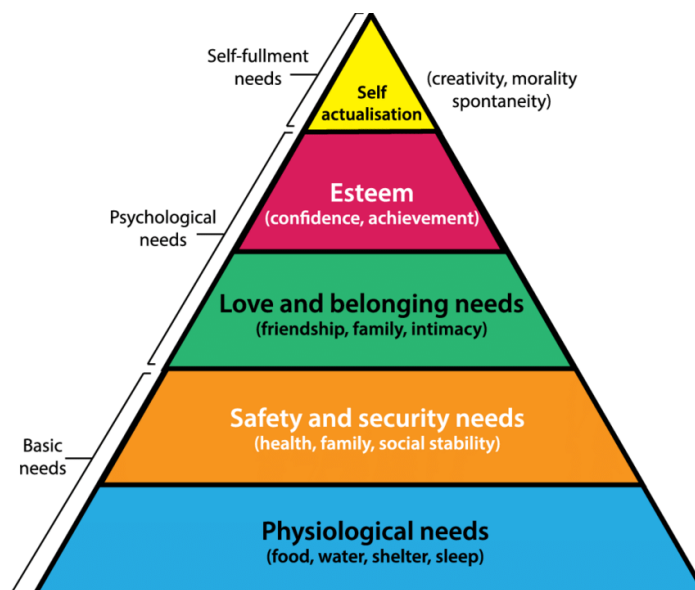 Self-fullment
needs
Self
actualisation
(creativity, morality
spontaneity)
Psychological
needs
Esteem
(confidence, achievement)
Love and belonging needs
(friendship, family, intimacy)
Basic
needs
Safety and security needs
(health, family, social stability)
Physiological needs
(food, water, shelter, sleep)